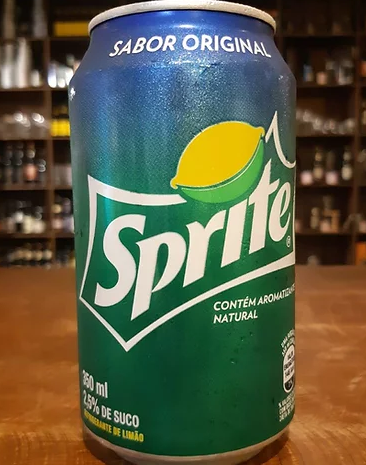 SABOR ORIGINAL
Sprite
®
CONTÉM AROMATIZANTE
NATURAL
350 ml
2,5% DE SUCO
REFRIGERANTE DE LIMÃO